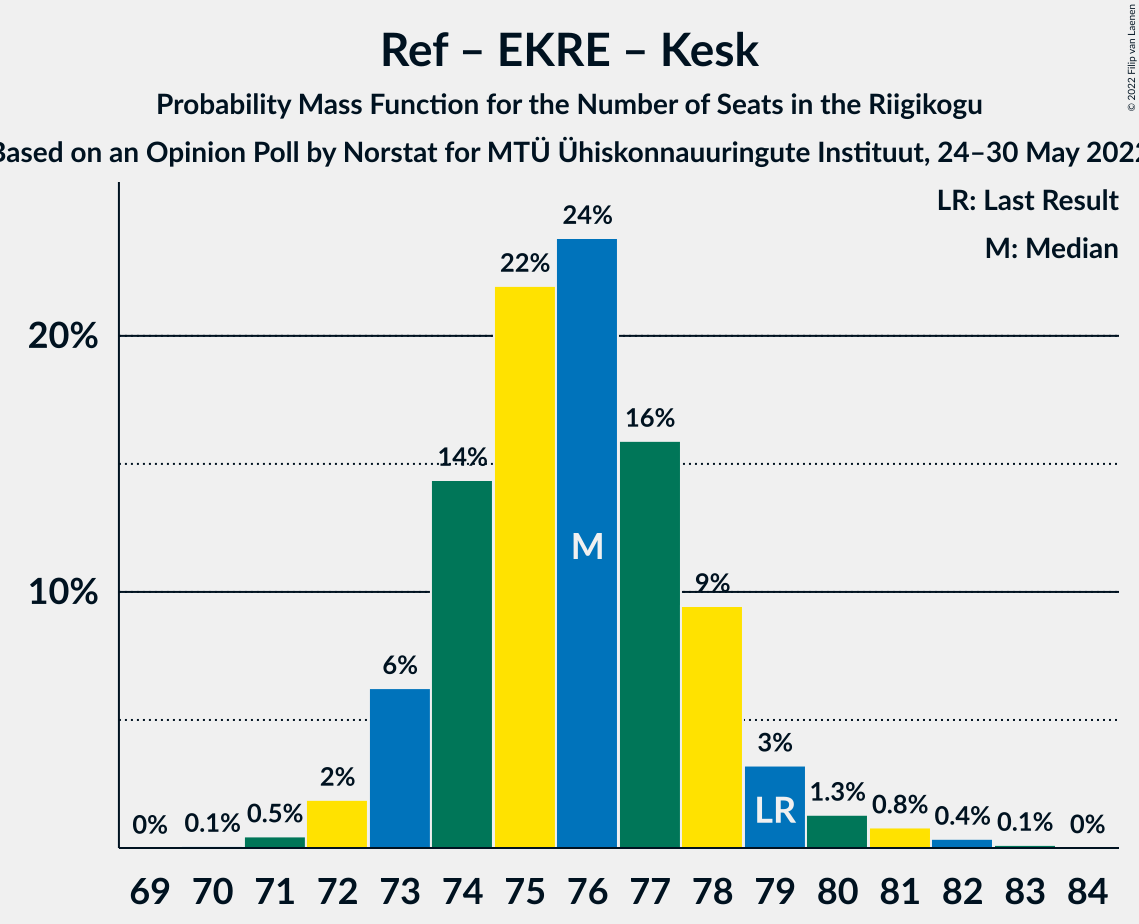 Ref – EKRE – Kesk
Probability Mass Function for the Number of Seats in the Riigikogu
Based on an Opinion Poll by Norstat for MTÜ Ühiskonnauuringute Instituut, 24–30 May 2022
© 2022 Filip van Laenen
LR: Last Result
M: Median
20%
10%
0% 0.1% 0.5% 2% 6% 14% 22% 24% 16% 9% 3% 1.3% 0.8% 0.4% 0.1% 0%
M
LR
69 70 71 72 73 74 75 76 77 78 79 80 81 82 83 84